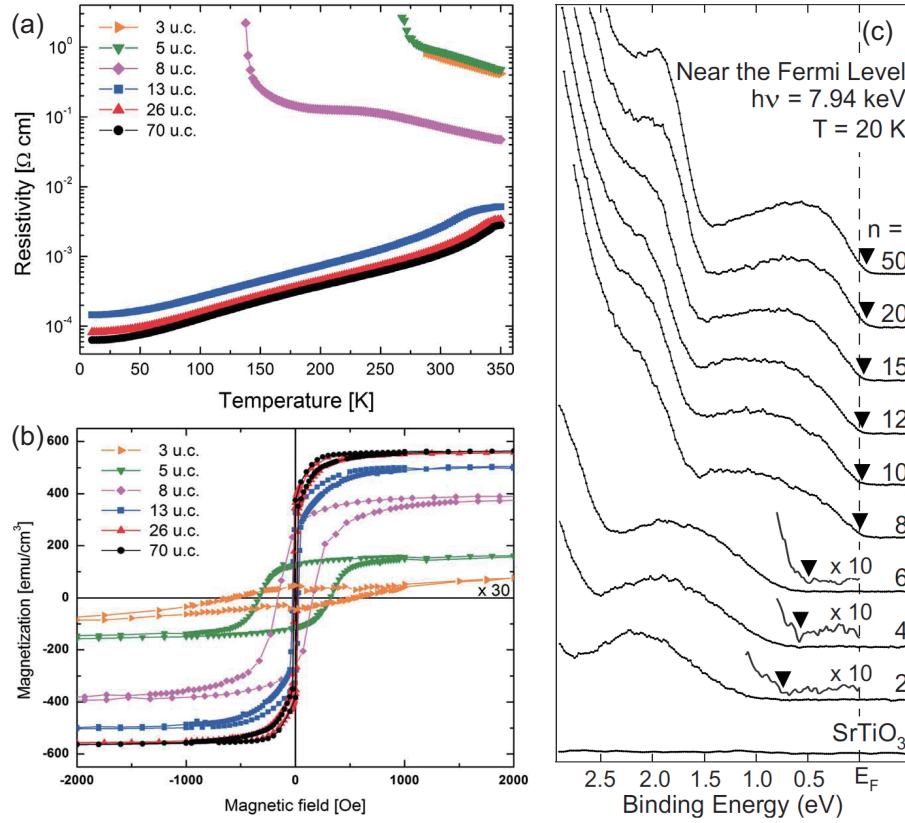 (a)
3 u.c.
5 u.c.
8 u.c.
13 u.c.
26 u.c.
70 u.c.
Resistivity [Ω cm]
10⁰
10⁻¹
10⁻²
10⁻³
10⁻⁴
0 50 100 150 200 250 300 350
Temperature [K]
(b)
3 u.c.
5 u.c.
8 u.c.
13 u.c.
26 u.c.
70 u.c.
x 30
Magnetization [emu/cm³]
600
400
200
0
-200
-400
-600
-2000 -1000 0 1000 2000
Magnetic field [Oe]
(c)
Near the Fermi Level
hν = 7.94 keV
T = 20 K
n =
50
20
15
12
10
8
x 10 6
x 10 4
x 10 2
SrTiO₃
2.5 2.0 1.5 1.0 0.5 E_F
Binding Energy (eV)